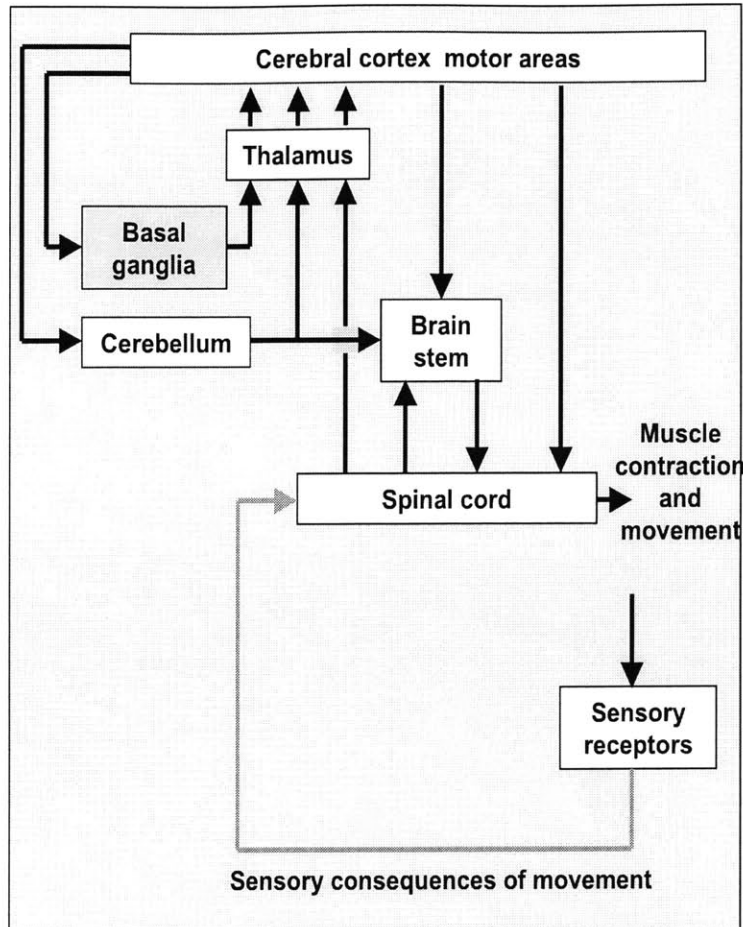 Cerebral cortex motor areas
Thalamus
Basal
ganglia
Cerebellum
Brain
stem
Muscle
contraction
and
movement
Spinal cord
Sensory
receptors
Sensory consequences of movement